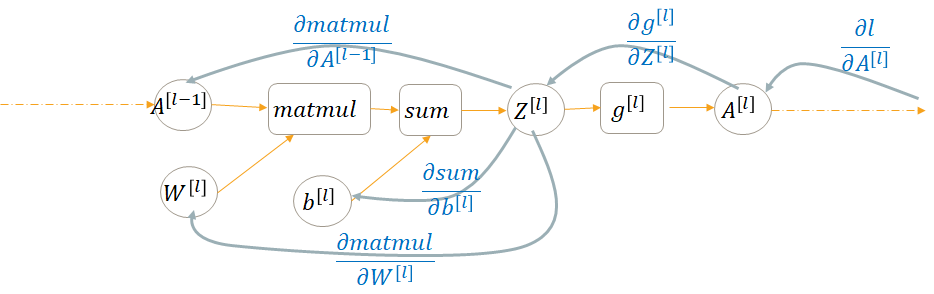 ∂matmul
∂A[l−1]
∂g[l]
∂Z[l]
∂l
∂A[l]
A[l−1]
matmul
sum
Z[l]
g[l]
A[l]
W[l]
b[l]
∂sum
∂b[l]
∂matmul
∂W[l]